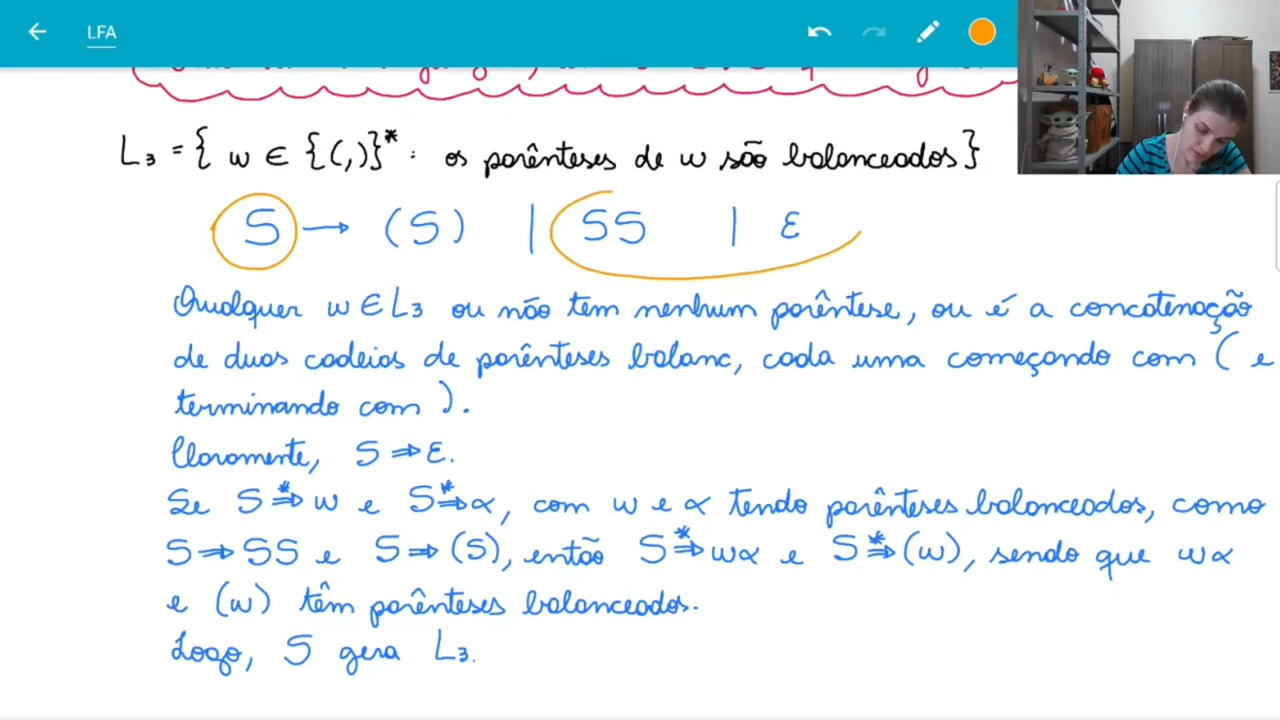 LFA
L₃ = { w ∈ {(,)}* : os parênteses de w são balanceados}
S → (S) | SS | ε
Qualquer w ∈ L₃ ou não tem nenhum parêntese, ou é a concatenação
de duas cadeias de parênteses balanc, cada uma começando com ( e
terminando com ).
Claramente, S ⇒ ε.
Se S ⇒* w e S ⇒* α, com w e α tendo parênteses balanceados, como
S ⇒ SS e S ⇒ (S), então S ⇒* wα e S ⇒* (w), sendo que wα
e (w) têm parênteses balanceados.
Logo, S gera L₃.